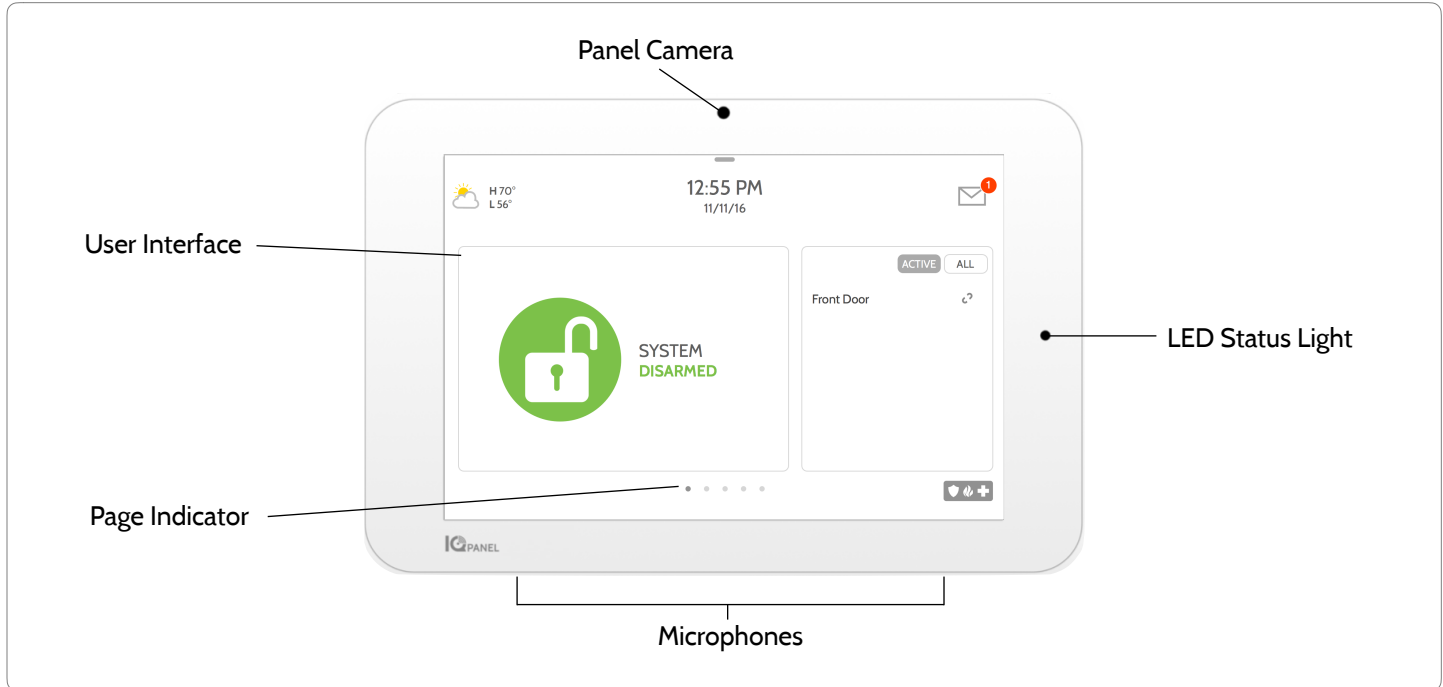 Panel Camera
H 70°
L 56°
12:55 PM
11/11/16
1
User Interface
ACTIVE ALL
Front Door
SYSTEM
DISARMED
LED Status Light
Page Indicator
IQ PANEL
Microphones